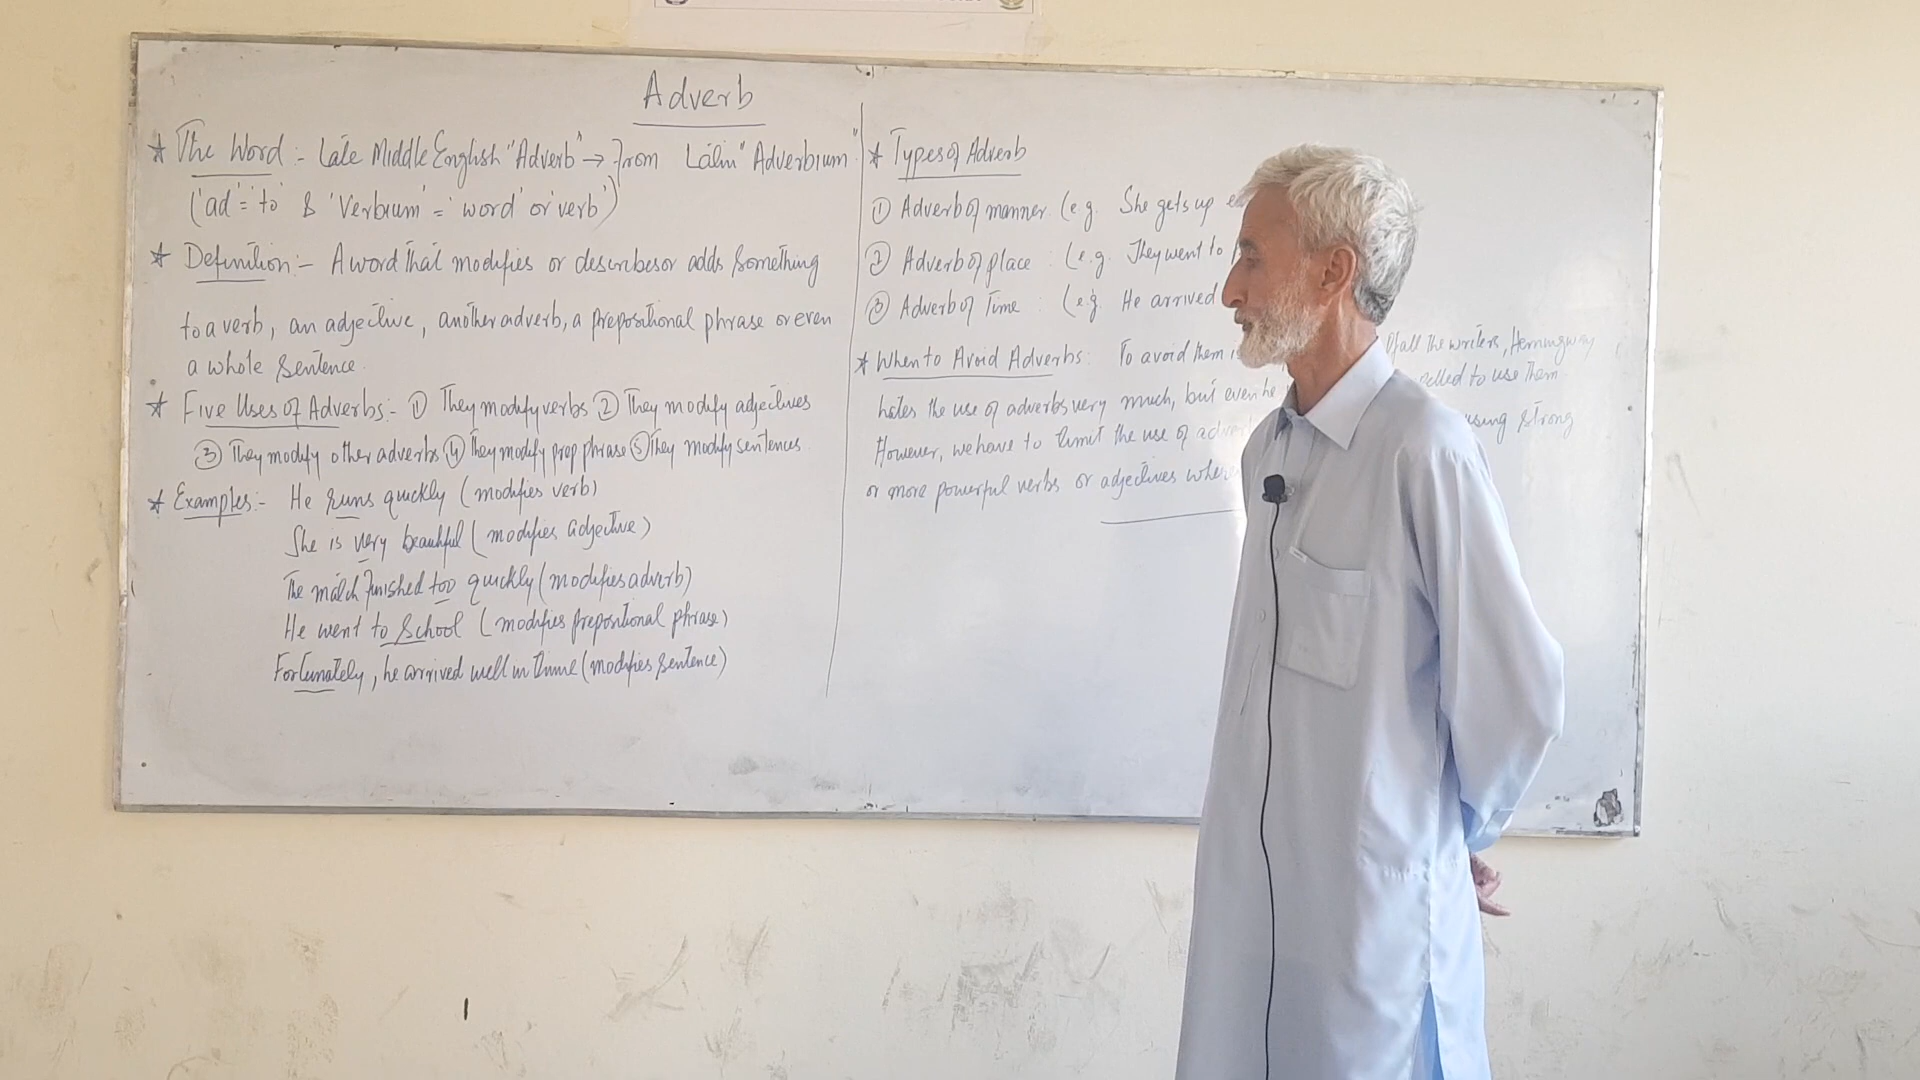 Adverb
* The Word :- Late Middle English "Adverb" → from Latin "Adverbium"
('ad' = 'to' & 'Verbium' = 'word' or 'verb')
* Definition :- A word that modifies or describes or adds something
to a verb, an adjective, another adverb, a prepositional phrase or even
a whole sentence.
* Five Uses of Adverbs :- ① They modify verbs ② They modify adjectives
③ They modify other adverbs ④ They modify prep phrase ⑤ They modify sentences
* Examples :- He runs quickly (modifies verb)
She is very beautiful (modifies adjective)
The match finished too quickly (modifies adverb)
He went to school (modifies prepositional phrase)
Fortunately, he arrived well in time (modifies sentence)
* Types of Adverb
① Adverb of manner (e.g. She gets up
② Adverb of place : (e.g. They went to
③ Adverb of Time : (e.g. He arrived
* When to Avoid Adverbs : To avoid them is Of all the writers, Hemingway
hates the use of adverbs very much, but even he to use them
However, we have to limit the use of using strong
or more powerful verbs or adjectives